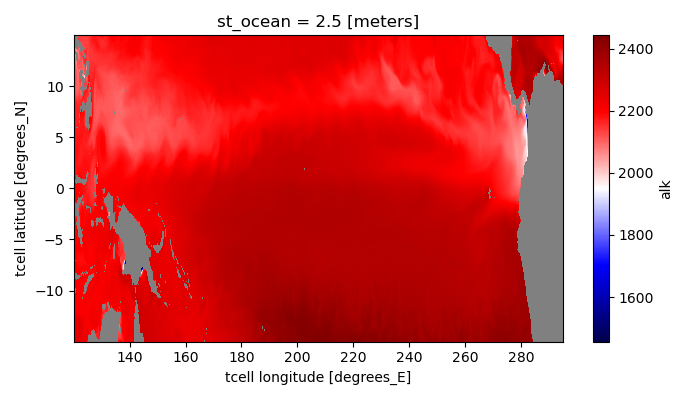 st_ocean = 2.5 [meters]
tcell latitude [degrees_N]
10
5
0
−5
−10
140 160 180 200 220 240 260 280
tcell longitude [degrees_E]
2400
2200
2000
1800
1600
alk